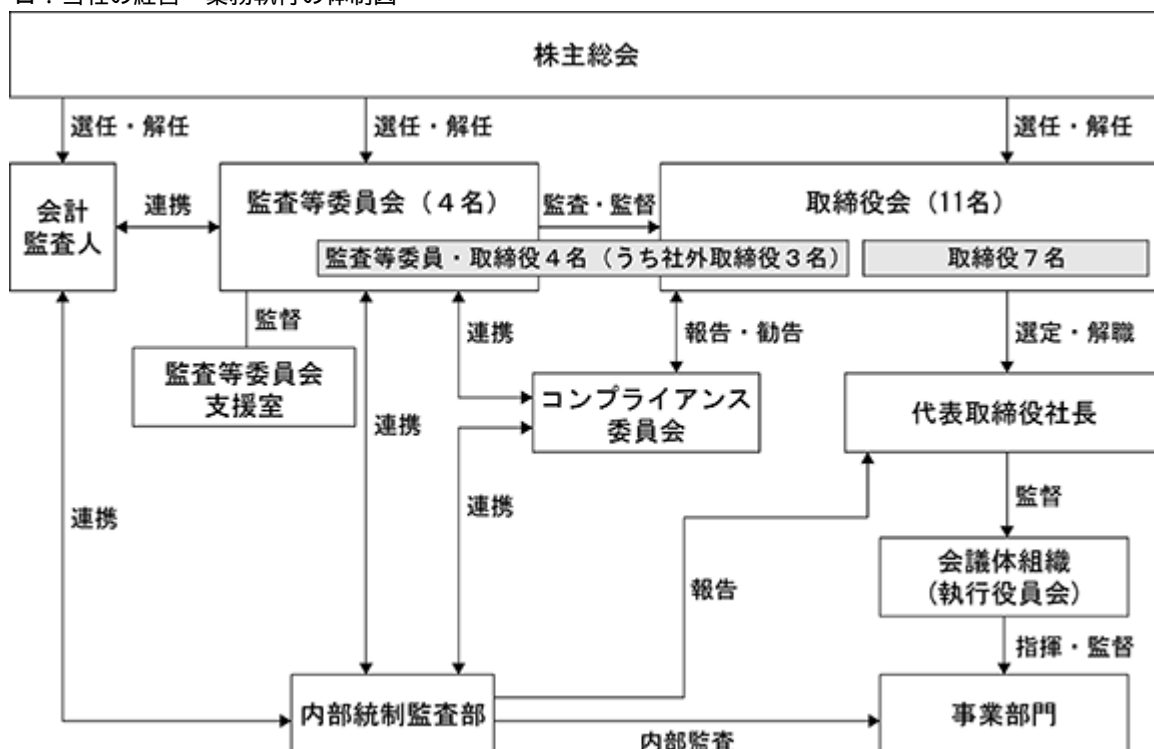 株主総会
選任・解任
選任・解任
選任・解任
会計
監査人
連携
監査等委員会（４名）
監査・監督
取締役会（11名）
監査等委員・取締役４名（うち社外取締役３名）
取締役７名
監督
連携
報告・勧告
選定・解職
監査等委員会
支援室
コンプライアンス
委員会
代表取締役社長
連携
連携
連携
監督
会議体組織
（執行役員会）
報告
指揮・監督
内部統制監査部
事業部門
内部監査